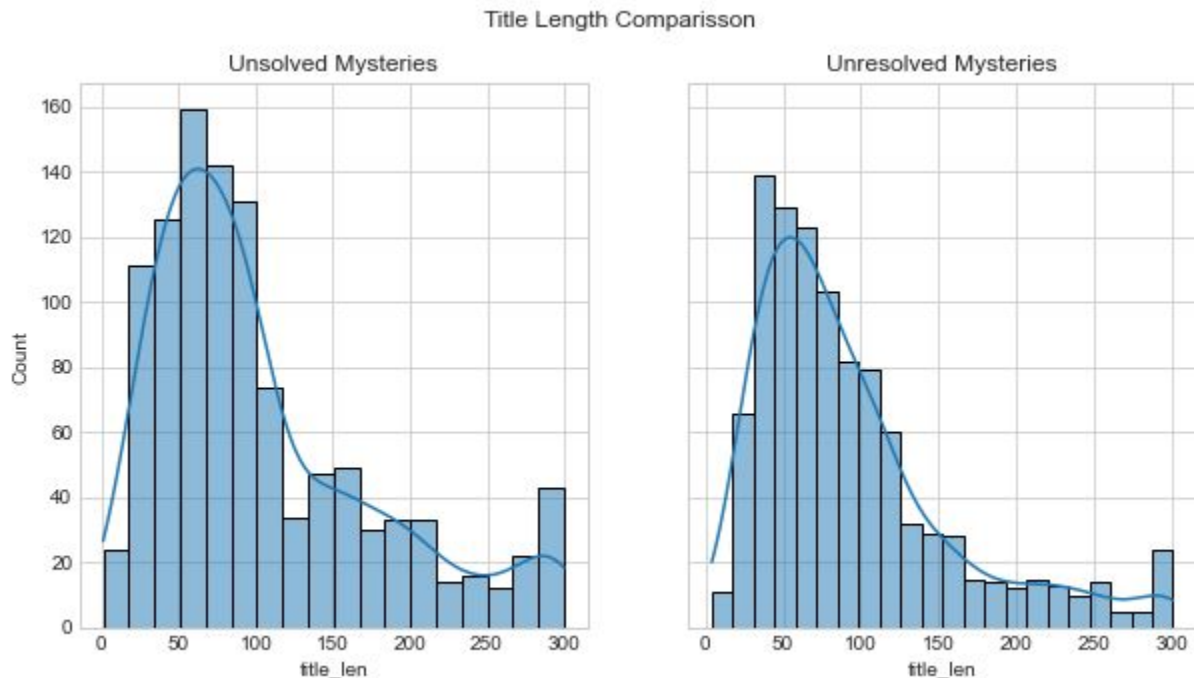 Title Length Comparisson
Unsolved Mysteries
Unresolved Mysteries
160
140
120
100
80
60
40
20
0
Count
0 50 100 150 200 250 300
0 50 100 150 200 250 300
title_len
title_len